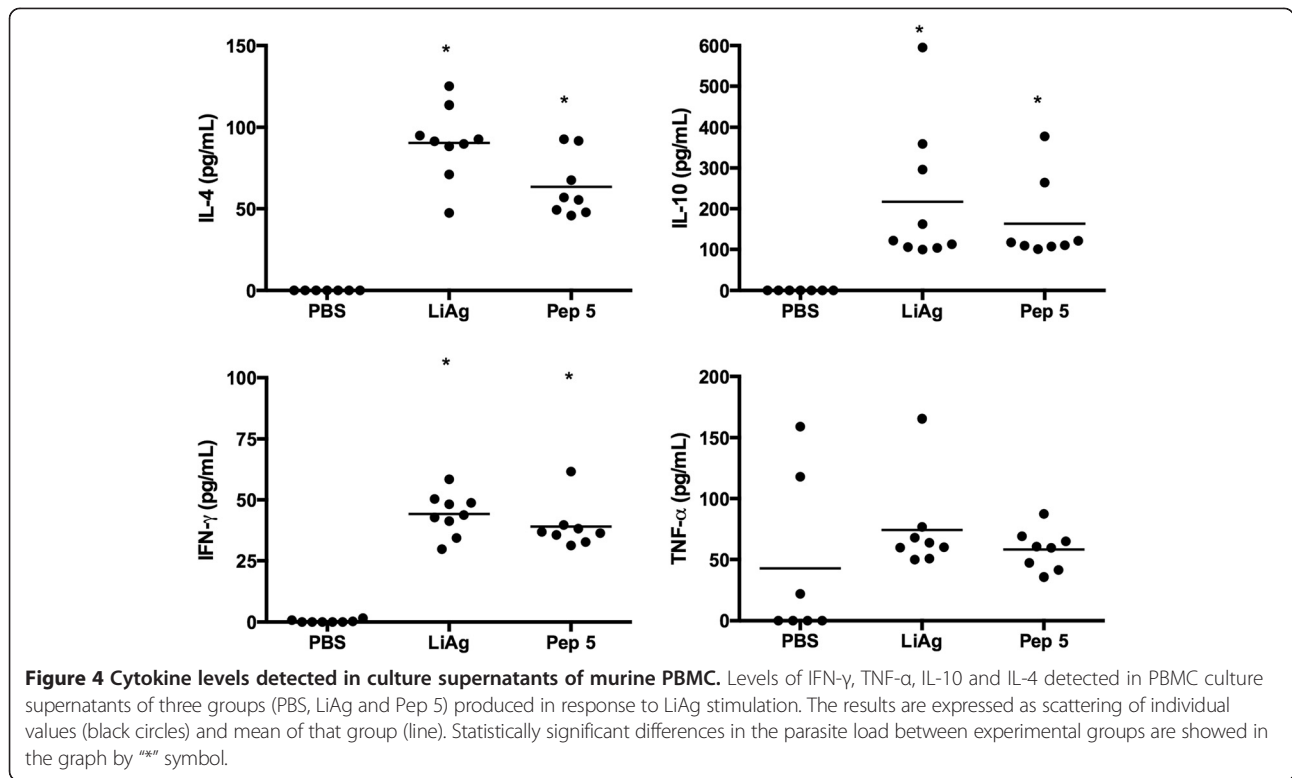 *
*
150
100
50
0
IL-4 (pg/mL)
PBS
LiAg
Pep 5
*
*
600
500
400
300
200
100
0
IL-10 (pg/mL)
PBS
LiAg
Pep 5
*
*
100
75
50
25
0
IFN-γ (pg/mL)
PBS
LiAg
Pep 5
200
150
100
50
0
TNF-α (pg/mL)
PBS
LiAg
Pep 5
Figure 4 Cytokine levels detected in culture supernatants of murine PBMC. Levels of IFN-γ, TNF-α, IL-10 and IL-4 detected in PBMC culture
supernatants of three groups (PBS, LiAg and Pep 5) produced in response to LiAg stimulation. The results are expressed as scattering of individual
values (black circles) and mean of that group (line). Statistically significant differences in the parasite load between experimental groups are showed in
the graph by “*” symbol.